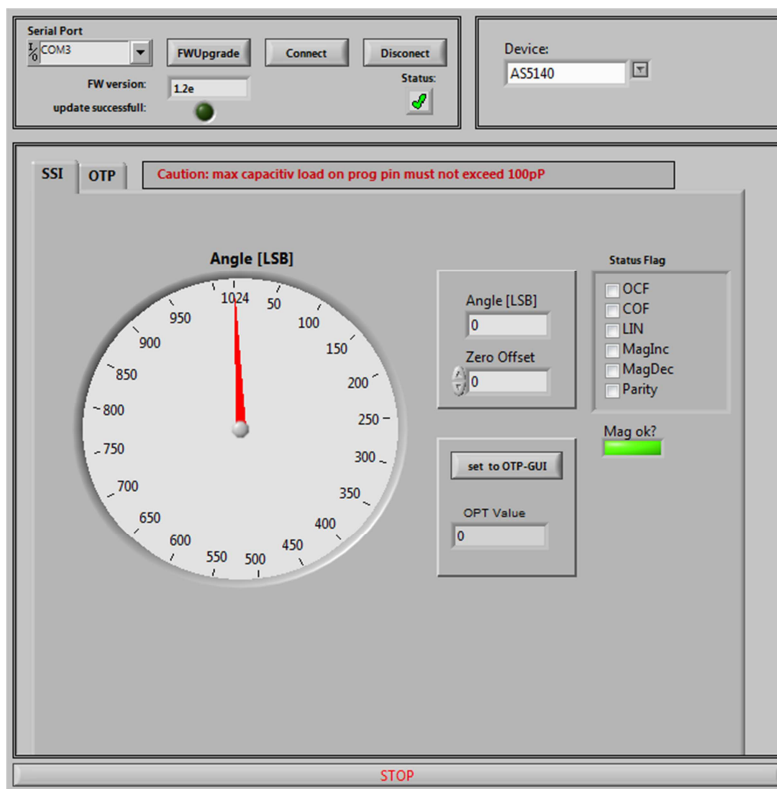 Serial Port
I/O COM3
FWUpgrade
Connect
Disconect
FW version:
1.2e
Status:
update successfull:
Device:
AS5140
SSI
OTP
Caution: max capacitiv load on prog pin must not exceed 100pP
Angle [LSB]
1024
50
100
150
200
250
300
350
400
450
500
550
600
650
700
750
800
850
900
950
Angle [LSB]
0
Zero Offset
0
set to OTP-GUI
OPT Value
0
Status Flag
OCF
COF
LIN
MagInc
MagDec
Parity
Mag ok?
STOP